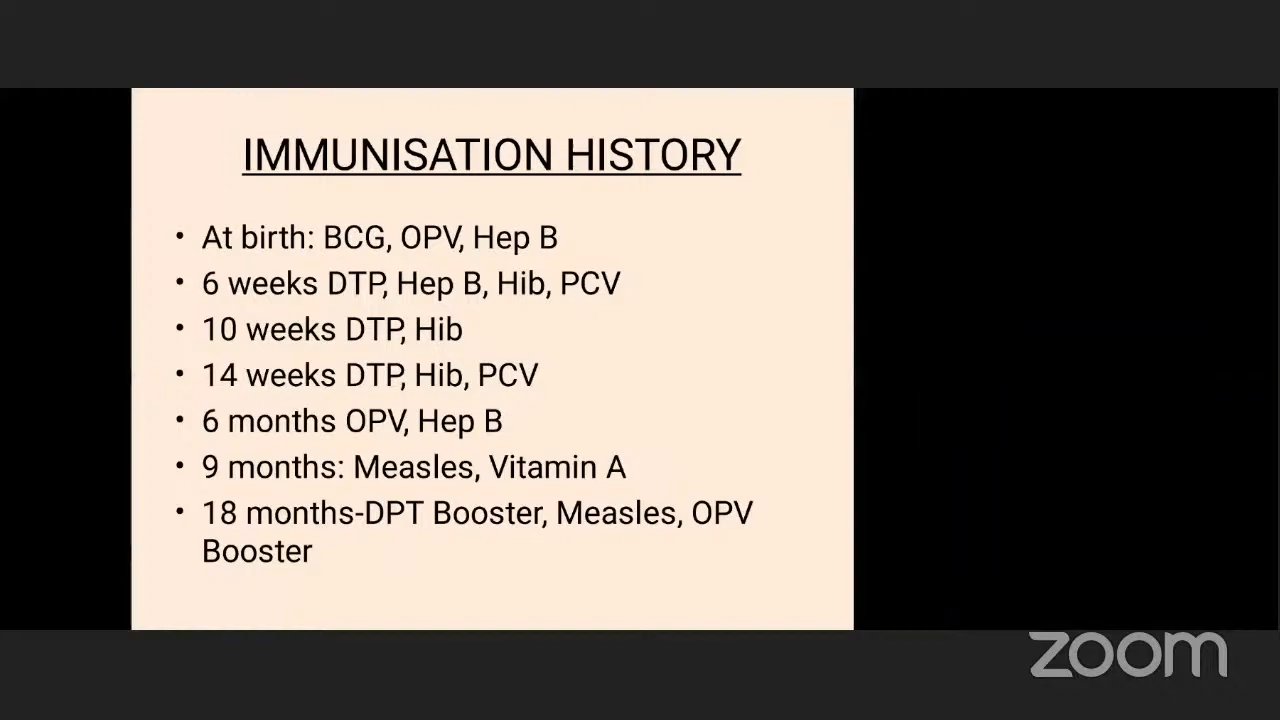 IMMUNISATION HISTORY
• At birth: BCG, OPV, Hep B
• 6 weeks DTP, Hep B, Hib, PCV
• 10 weeks DTP, Hib
• 14 weeks DTP, Hib, PCV
• 6 months OPV, Hep B
• 9 months: Measles, Vitamin A
• 18 months-DPT Booster, Measles, OPV
Booster
zoom